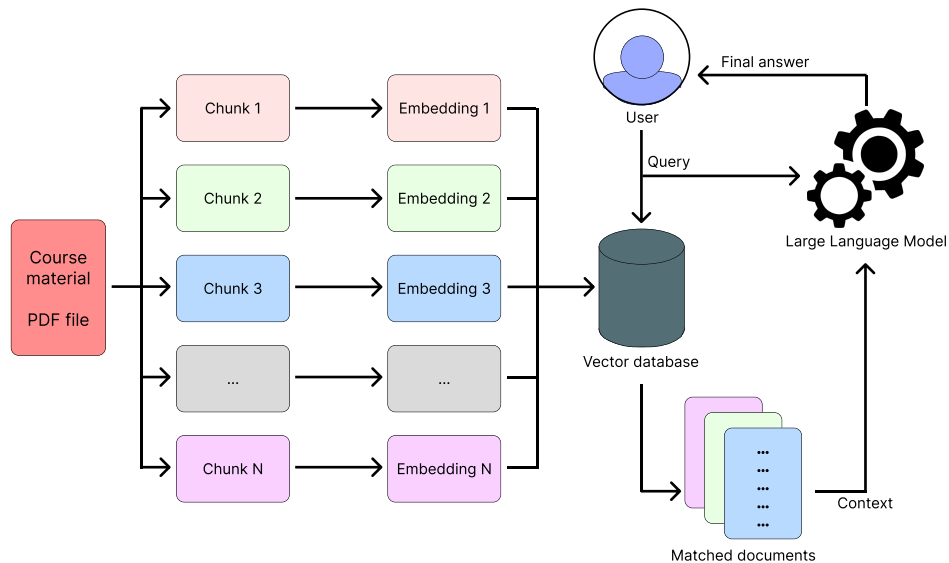 Final answer
User
Chunk 1
Embedding 1
Query
Chunk 2
Embedding 2
Large Language Model
Course
material
PDF file
Chunk 3
Embedding 3
Vector database
...
...
Chunk N
Embedding N
...
...
...
...
...
Context
Matched documents